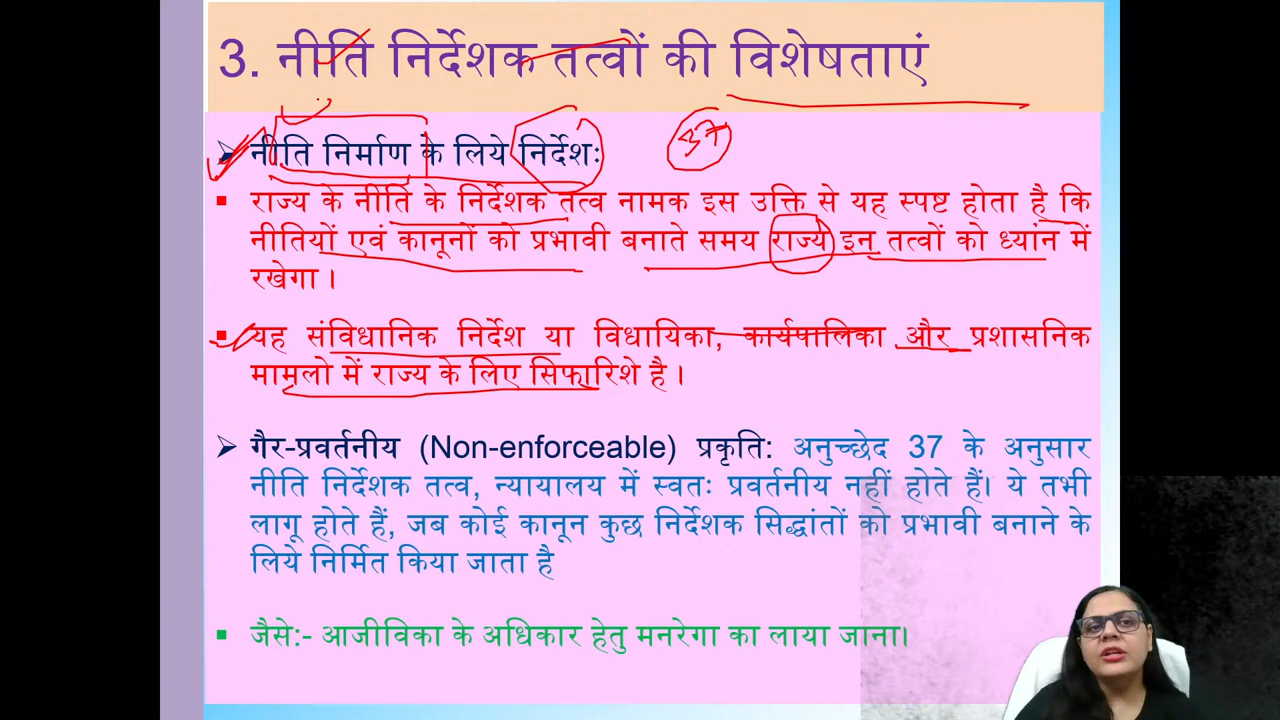 3. नीति निर्देशक तत्वों की विशेषताएं
नीति निर्माण के लिये निर्देशः
37
राज्य के नीति के निर्देशक तत्व नामक इस उक्ति से यह स्पष्ट होता है कि
नीतियों एवं कानूनों को प्रभावी बनाते समय राज्य इन तत्वों को ध्यान में
रखेगा ।
यह संविधानिक निर्देश या विधायिका, कार्यपालिका और प्रशासनिक
मामलो में राज्य के लिए सिफारिशे है ।
गैर-प्रवर्तनीय (Non-enforceable) प्रकृति: अनुच्छेद 37 के अनुसार
नीति निर्देशक तत्व, न्यायालय में स्वतः प्रवर्तनीय नहीं होते हैं। ये तभी
लागू होते हैं, जब कोई कानून कुछ निर्देशक सिद्धांतों को प्रभावी बनाने के
लिये निर्मित किया जाता है
जैसे:- आजीविका के अधिकार हेतु मनरेगा का लाया जाना।